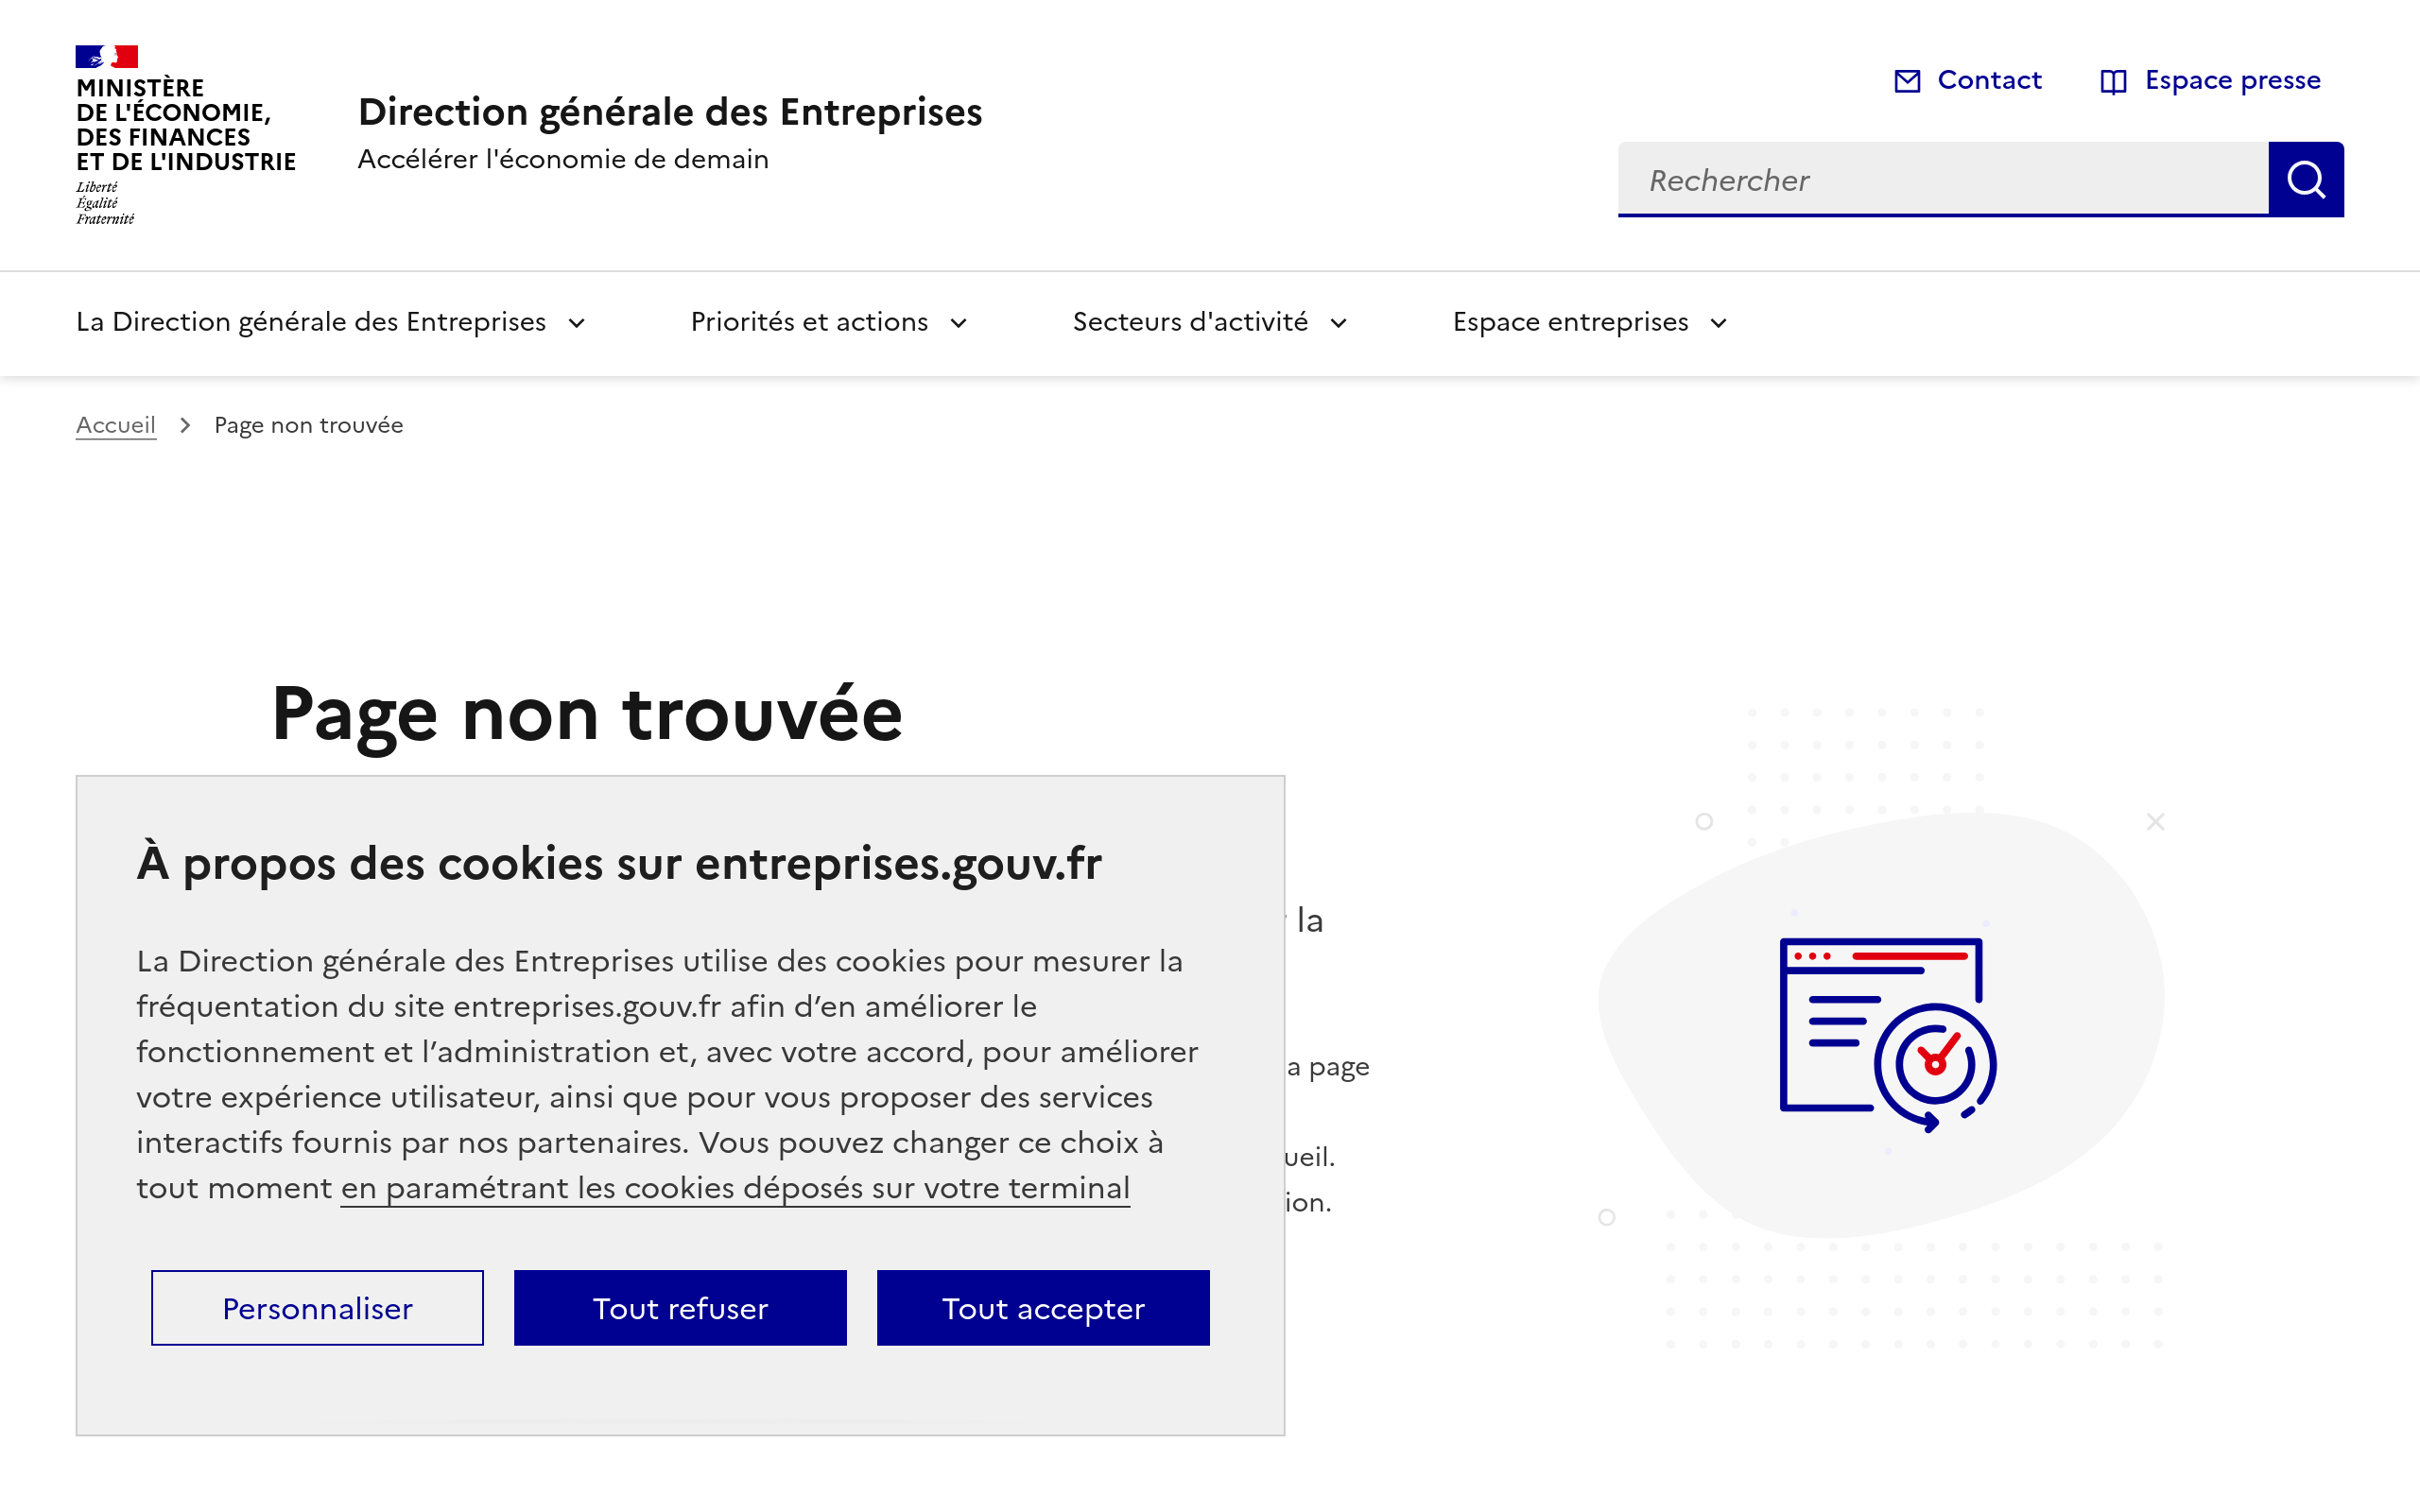 MINISTÈRE
DE L'ÉCONOMIE,
DES FINANCES
ET DE L'INDUSTRIE
Liberté
Égalité
Fraternité
Direction générale des Entreprises
Accélérer l'économie de demain
Contact
Espace presse
Rechercher
La Direction générale des Entreprises
Priorités et actions
Secteurs d'activité
Espace entreprises
Accueil
Page non trouvée
Page non trouvée
À propos des cookies sur entreprises.gouv.fr
La Direction générale des Entreprises utilise des cookies pour mesurer la
fréquentation du site entreprises.gouv.fr afin d’en améliorer le
fonctionnement et l’administration et, avec votre accord, pour améliorer
votre expérience utilisateur, ainsi que pour vous proposer des services
interactifs fournis par nos partenaires. Vous pouvez changer ce choix à
tout moment en paramétrant les cookies déposés sur votre terminal
Personnaliser
Tout refuser
Tout accepter
la
page